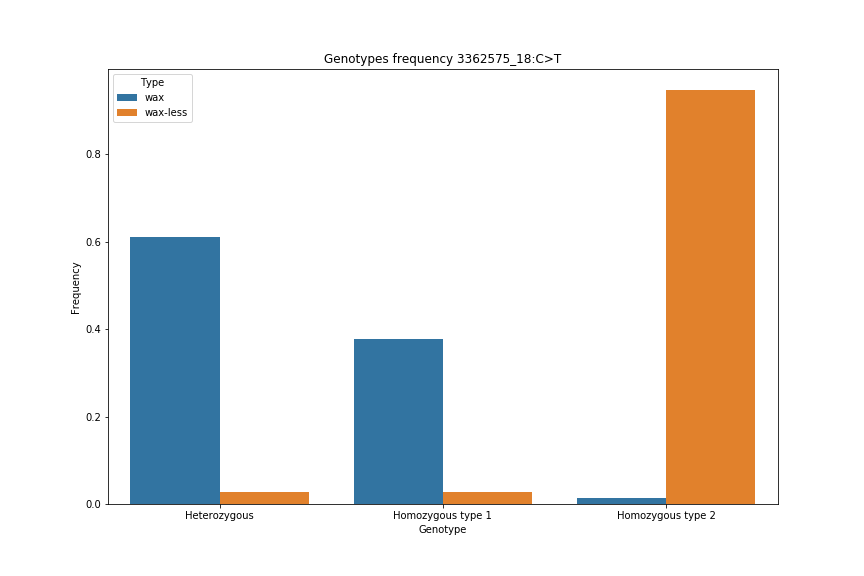 Genotypes frequency 3362575_18:C>T
Type
wax
wax-less
0.8
0.6
0.4
0.2
0.0
Frequency
Heterozygous
Homozygous type 1
Homozygous type 2
Genotype